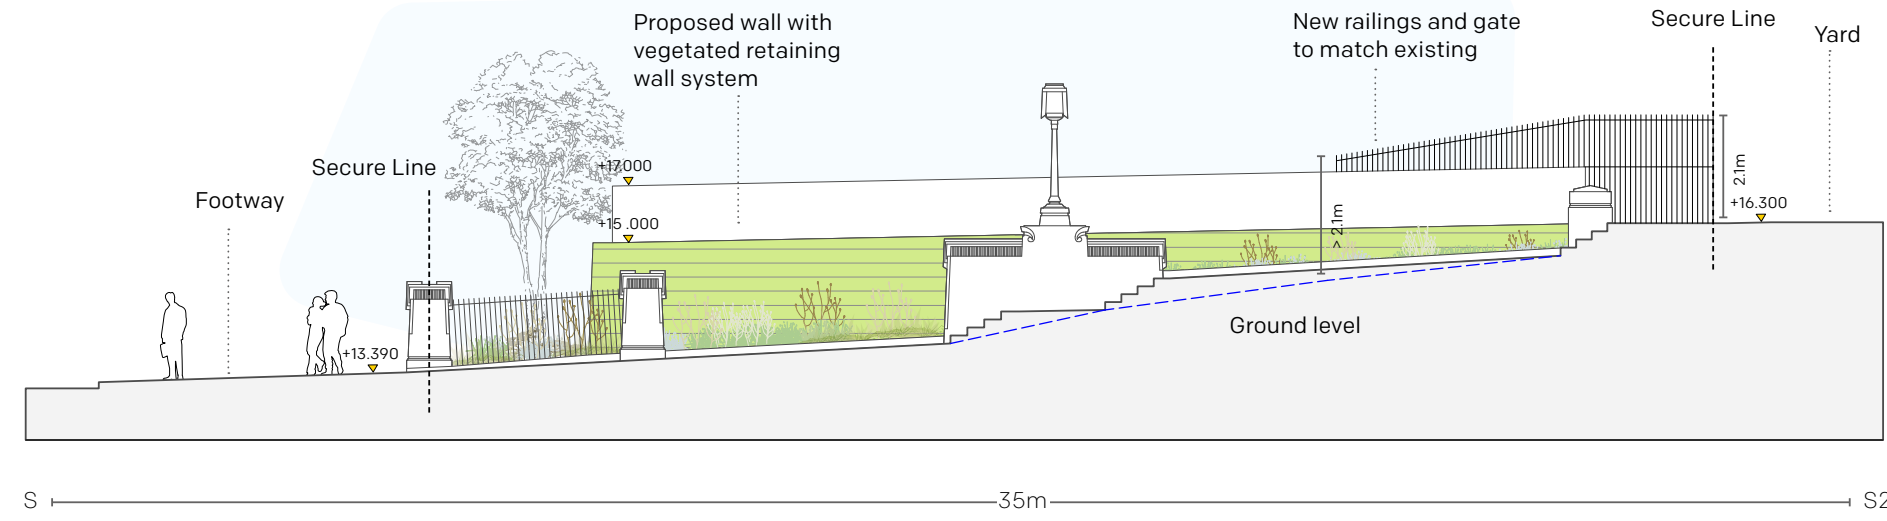 Proposed wall with
vegetated retaining
wall system
New railings and gate
to match existing
Secure Line
Yard
Secure Line
Footway
+17.000
+15 .000
+13.390
> 2.1m
2.1m
+16.300
Ground level
S
35m
S2